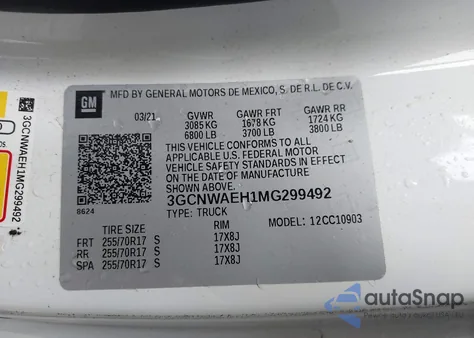 GM
MFD BY GENERAL MOTORS DE MEXICO, S. DE R.L. DE C.V.
03/21 GVWR GAWR FRT GAWR RR
3085 KG 1678 KG 1724 KG
6800 LB 3700 LB 3800 LB
THIS VEHICLE CONFORMS TO ALL
APPLICABLE U.S. FEDERAL MOTOR
VEHICLE SAFETY STANDARDS IN EFFECT
ON THE DATE OF MANUFACTURE SHOWN
ABOVE.
3GCNWAEH1MG299492
8624 TYPE: TRUCK
MODEL: 12CC10903
TIRE SIZE RIM
FRT 255/70R17 S 17X8J
RR 255/70R17 S 17X8J
SPA 255/70R17 S 17X8J
3GCNWAEH1MG299492
autoSnap